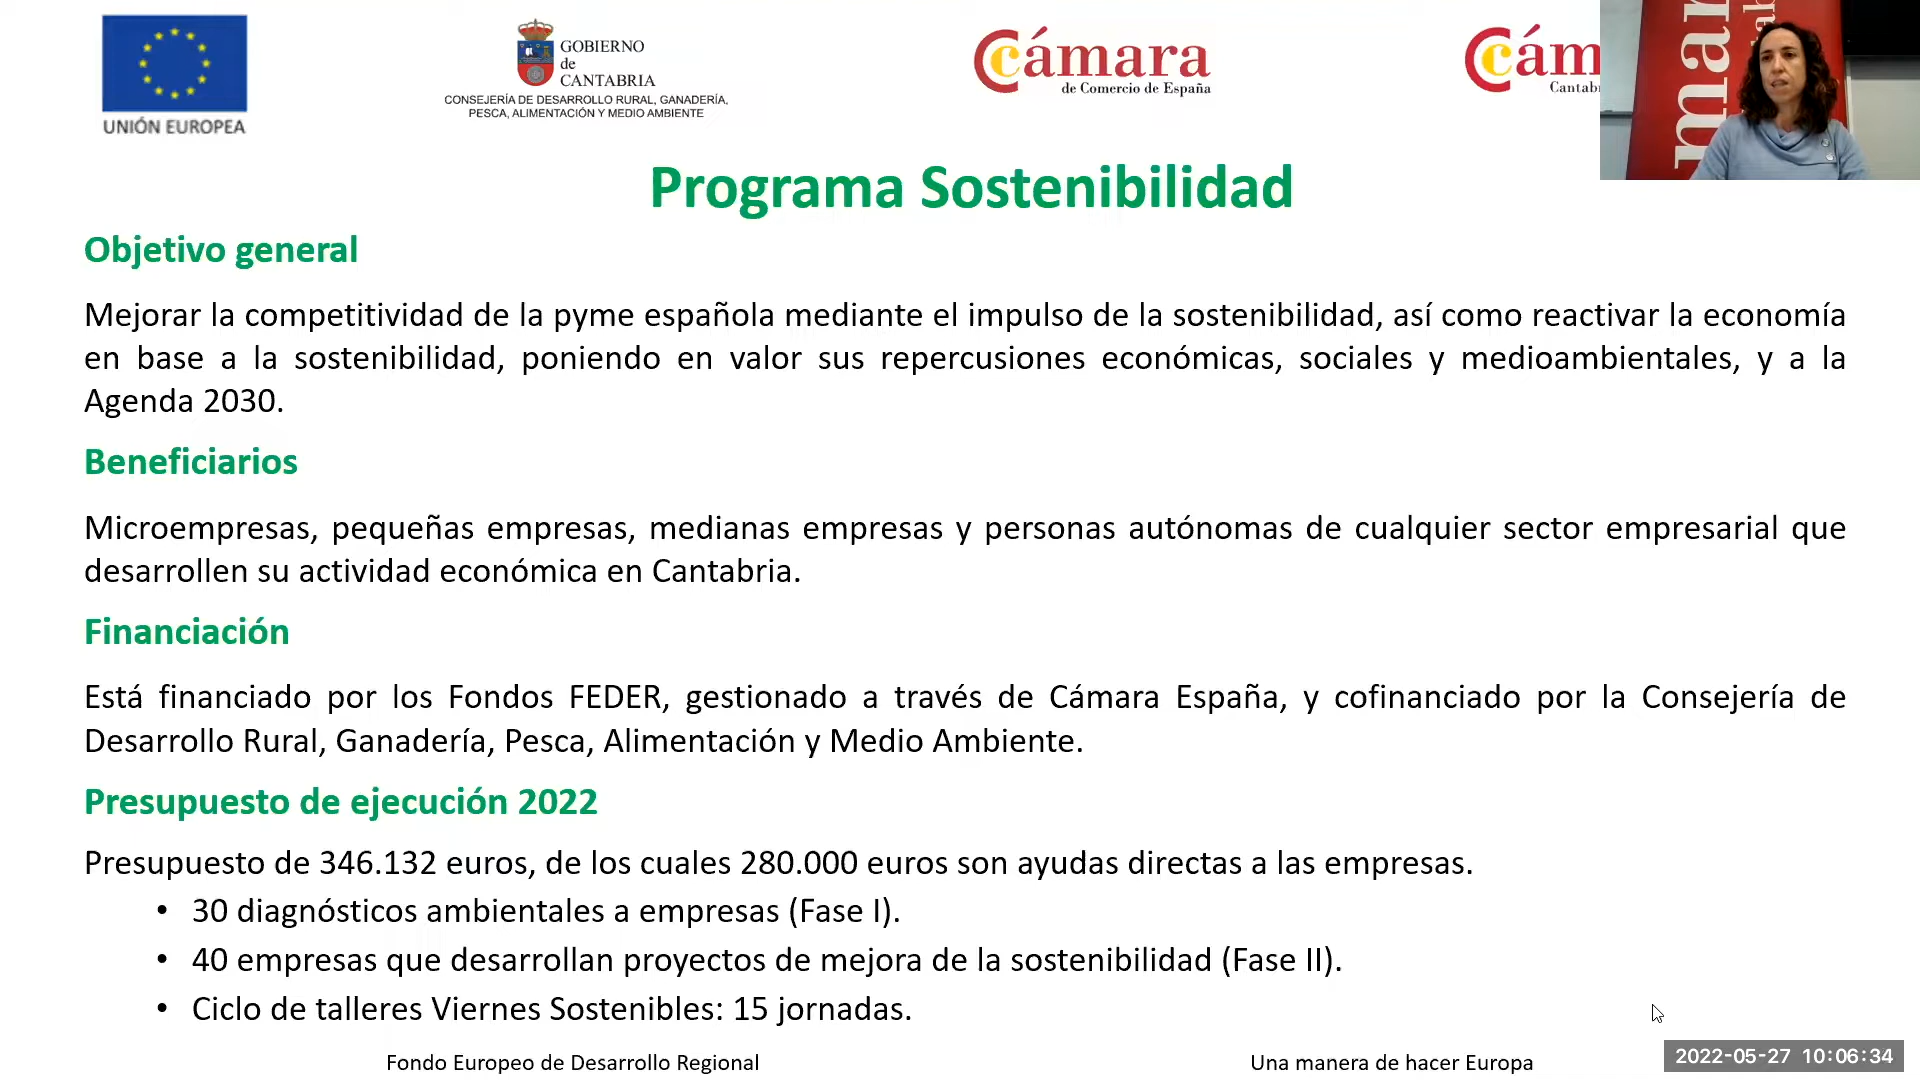 UNIÓN EUROPEA
GOBIERNO
de
CANTABRIA
CONSEJERÍA DE DESARROLLO RURAL, GANADERÍA,
PESCA, ALIMENTACIÓN Y MEDIO AMBIENTE
Cámara
de Comercio de España
Cám
Cantab
mar
Programa Sostenibilidad
Objetivo general
Mejorar la competitividad de la pyme española mediante el impulso de la sostenibilidad, así como reactivar la economía
en base a la sostenibilidad, poniendo en valor sus repercusiones económicas, sociales y medioambientales, y a la
Agenda 2030.
Beneficiarios
Microempresas, pequeñas empresas, medianas empresas y personas autónomas de cualquier sector empresarial que
desarrollen su actividad económica en Cantabria.
Financiación
Está financiado por los Fondos FEDER, gestionado a través de Cámara España, y cofinanciado por la Consejería de
Desarrollo Rural, Ganadería, Pesca, Alimentación y Medio Ambiente.
Presupuesto de ejecución 2022
Presupuesto de 346.132 euros, de los cuales 280.000 euros son ayudas directas a las empresas.
• 30 diagnósticos ambientales a empresas (Fase I).
• 40 empresas que desarrollan proyectos de mejora de la sostenibilidad (Fase II).
• Ciclo de talleres Viernes Sostenibles: 15 jornadas.
Fondo Europeo de Desarrollo Regional
Una manera de hacer Europa
2022-05-27 10:06:34